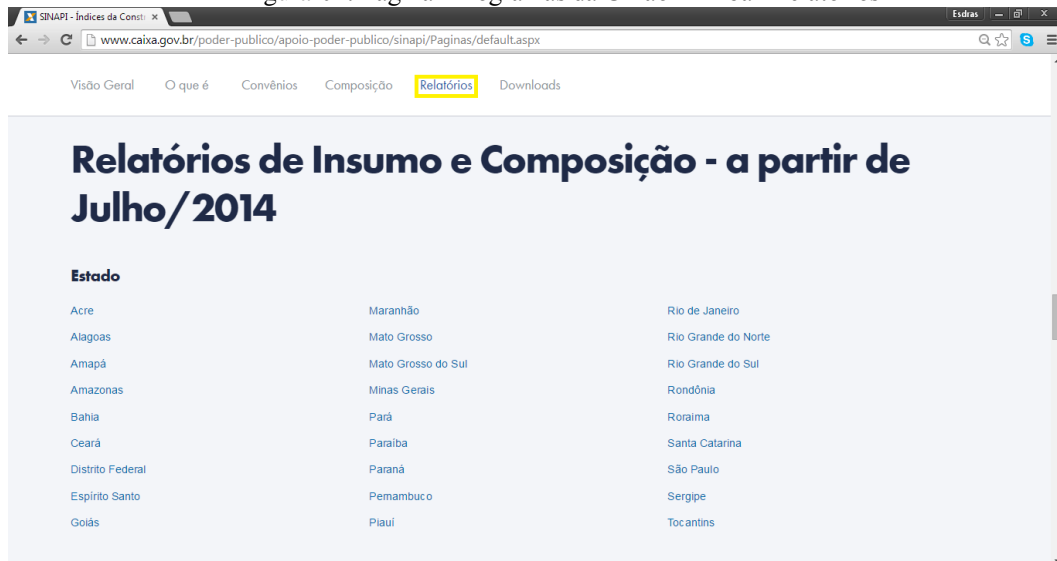 SINAPI - Índices da Constr
Esdras
www.caixa.gov.br/poder-publico/apoio-poder-publico/sinapi/Paginas/default.aspx
Visão Geral O que é Convênios Composição Relatórios Downloads
Relatórios de Insumo e Composição - a partir de
Julho/2014
Estado
Acre Maranhão Rio de Janeiro
Alagoas Mato Grosso Rio Grande do Norte
Amapá Mato Grosso do Sul Rio Grande do Sul
Amazonas Minas Gerais Rondônia
Bahia Pará Roraima
Ceará Paraíba Santa Catarina
Distrito Federal Paraná São Paulo
Espírito Santo Pernambuco Sergipe
Goiás Piauí Tocantins